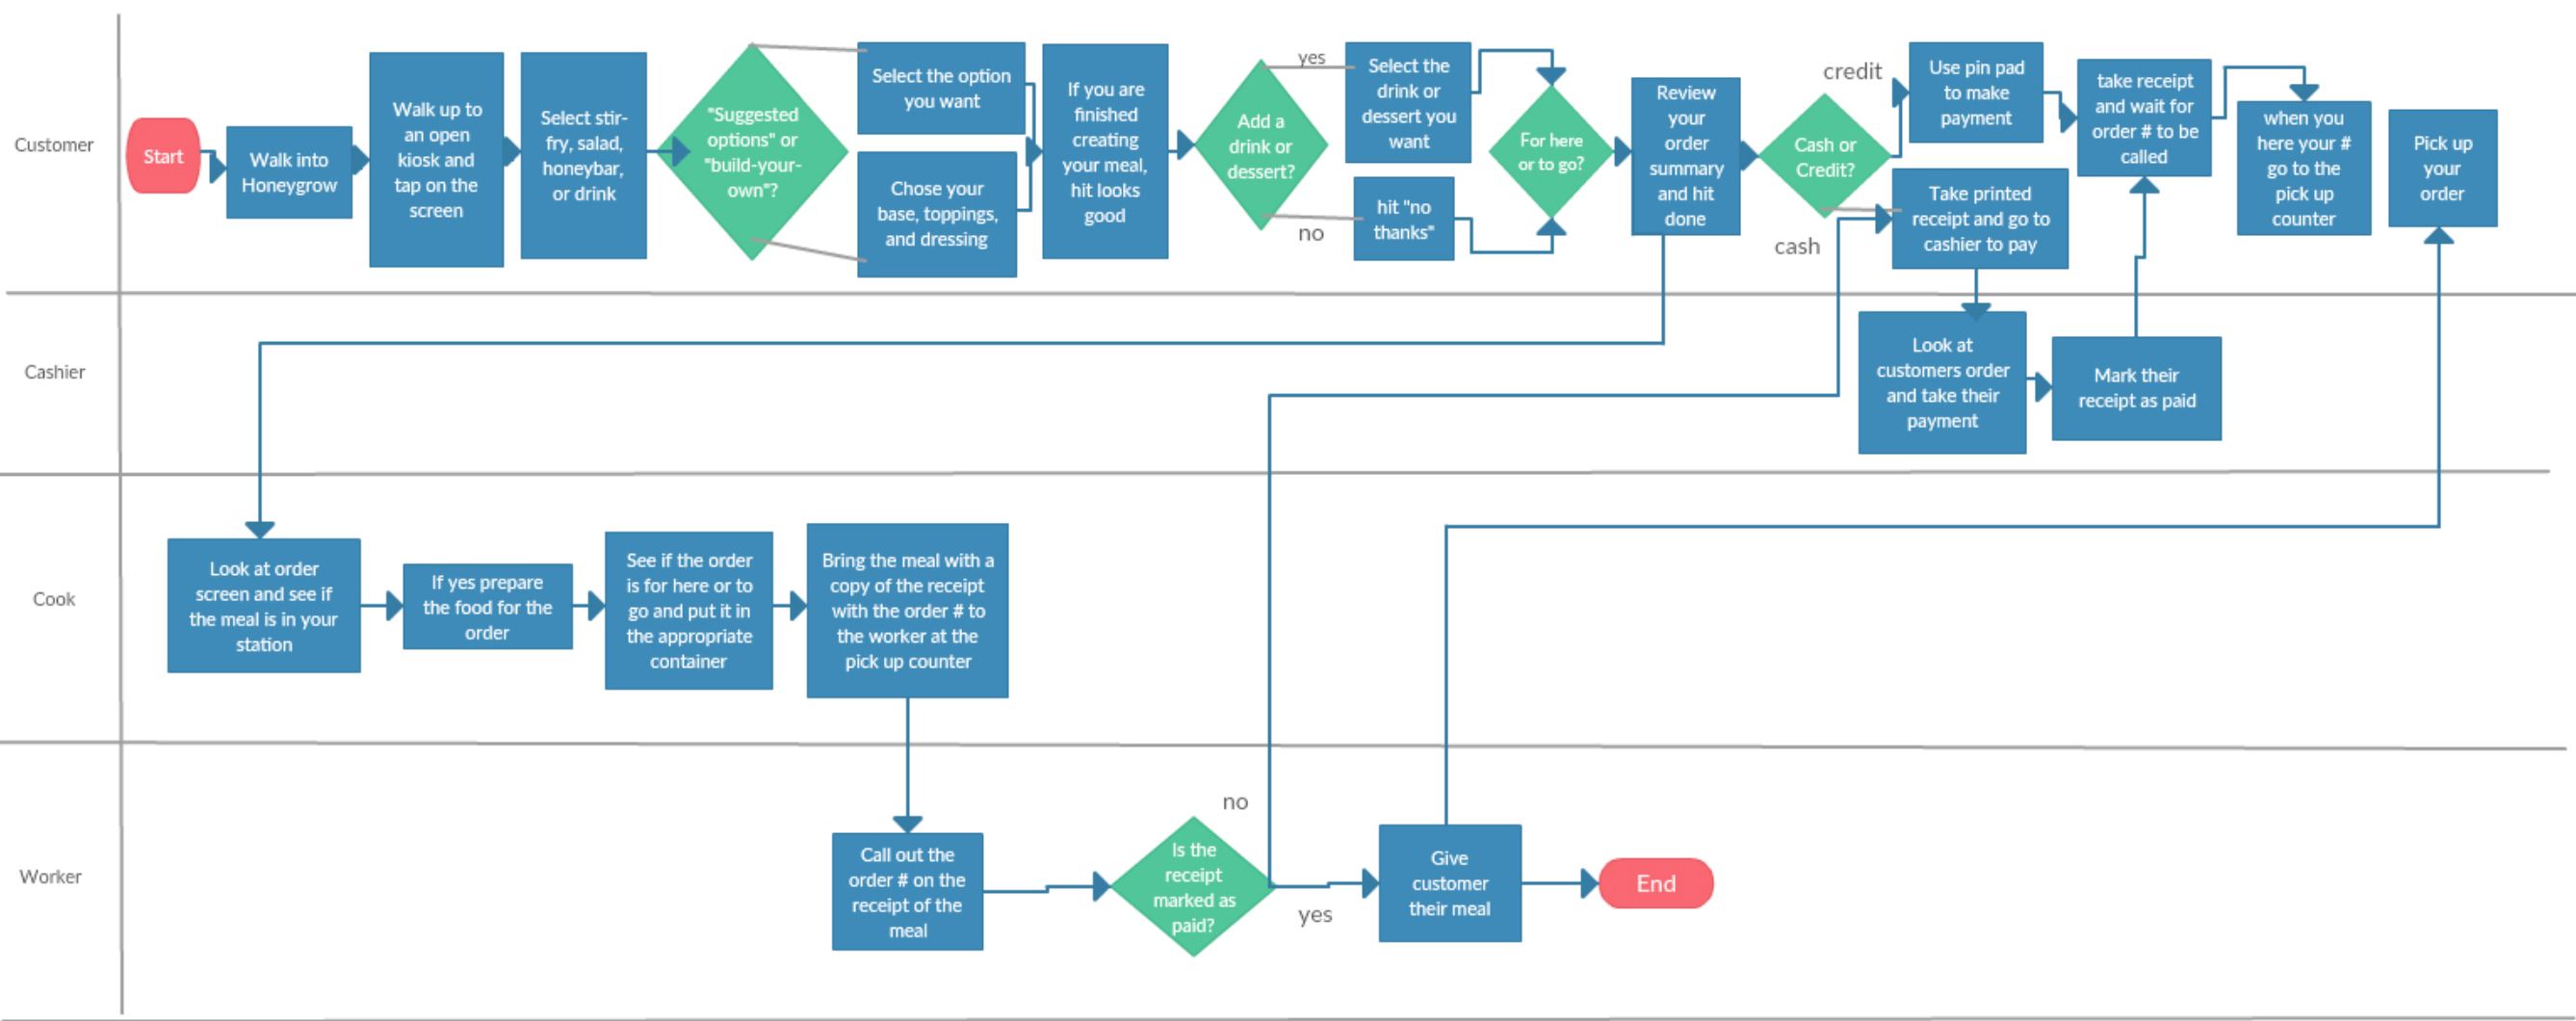 Customer
Start
Walk into
Honeygrow
Walk up to
an open
kiosk and
tap on the
screen
Select stir-
fry, salad,
honeybar,
or drink
"Suggested
options" or
"build-your-
own"?
Select the option
you want
Chose your
base, toppings,
and dressing
If you are
finished
creating
your meal,
hit looks
good
Add a
drink or
dessert?
yes
no
Select the
drink or
dessert you
want
hit "no
thanks"
For here
or to go?
Review
your
order
summary
and hit
done
Cash or
Credit?
credit
cash
Use pin pad
to make
payment
Take printed
receipt and go to
cashier to pay
take receipt
and wait for
order # to be
called
when you
here your #
go to the
pick up
counter
Pick up
your
order
Cashier
Look at
customers order
and take their
payment
Mark their
receipt as paid
Cook
Look at order
screen and see if
the meal is in your
station
If yes prepare
the food for the
order
See if the order
is for here or to
go and put it in
the appropriate
container
Bring the meal with a
copy of the receipt
with the order # to
the worker at the
pick up counter
Worker
Call out the
order # on the
receipt of the
meal
Is the
receipt
marked as
paid?
no
yes
Give
customer
their meal
End